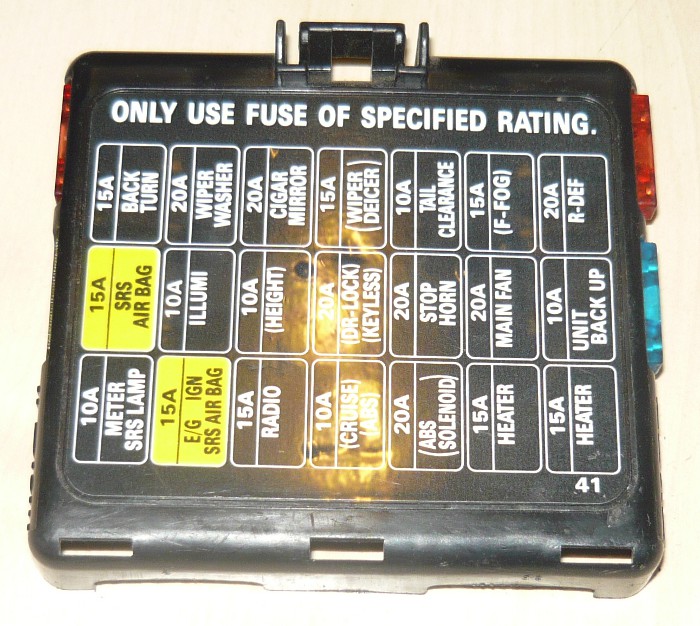 ONLY USE FUSE OF SPECIFIED RATING.
15A
BACK
TURN
20A
WIPER
WASHER
20A
CIGAR
MIRROR
15A
(WIPER
DEICER)
10A
TAIL
CLEARANCE
15A
(F-FOG)
20A
R-DEF
15A
SRS
AIR BAG
10A
ILLUMI
10A
(HEIGHT)
20A
(DR-LOCK)
(KEYLESS)
20A
STOP
HORN
20A
MAIN FAN
10A
UNIT
BACK UP
10A
METER
SRS LAMP
15A
E/G IGN
SRS AIR BAG
15A
RADIO
10A
(CRUISE)
(ABS)
20A
(ABS
SOLENOID)
15A
HEATER
15A
HEATER
41